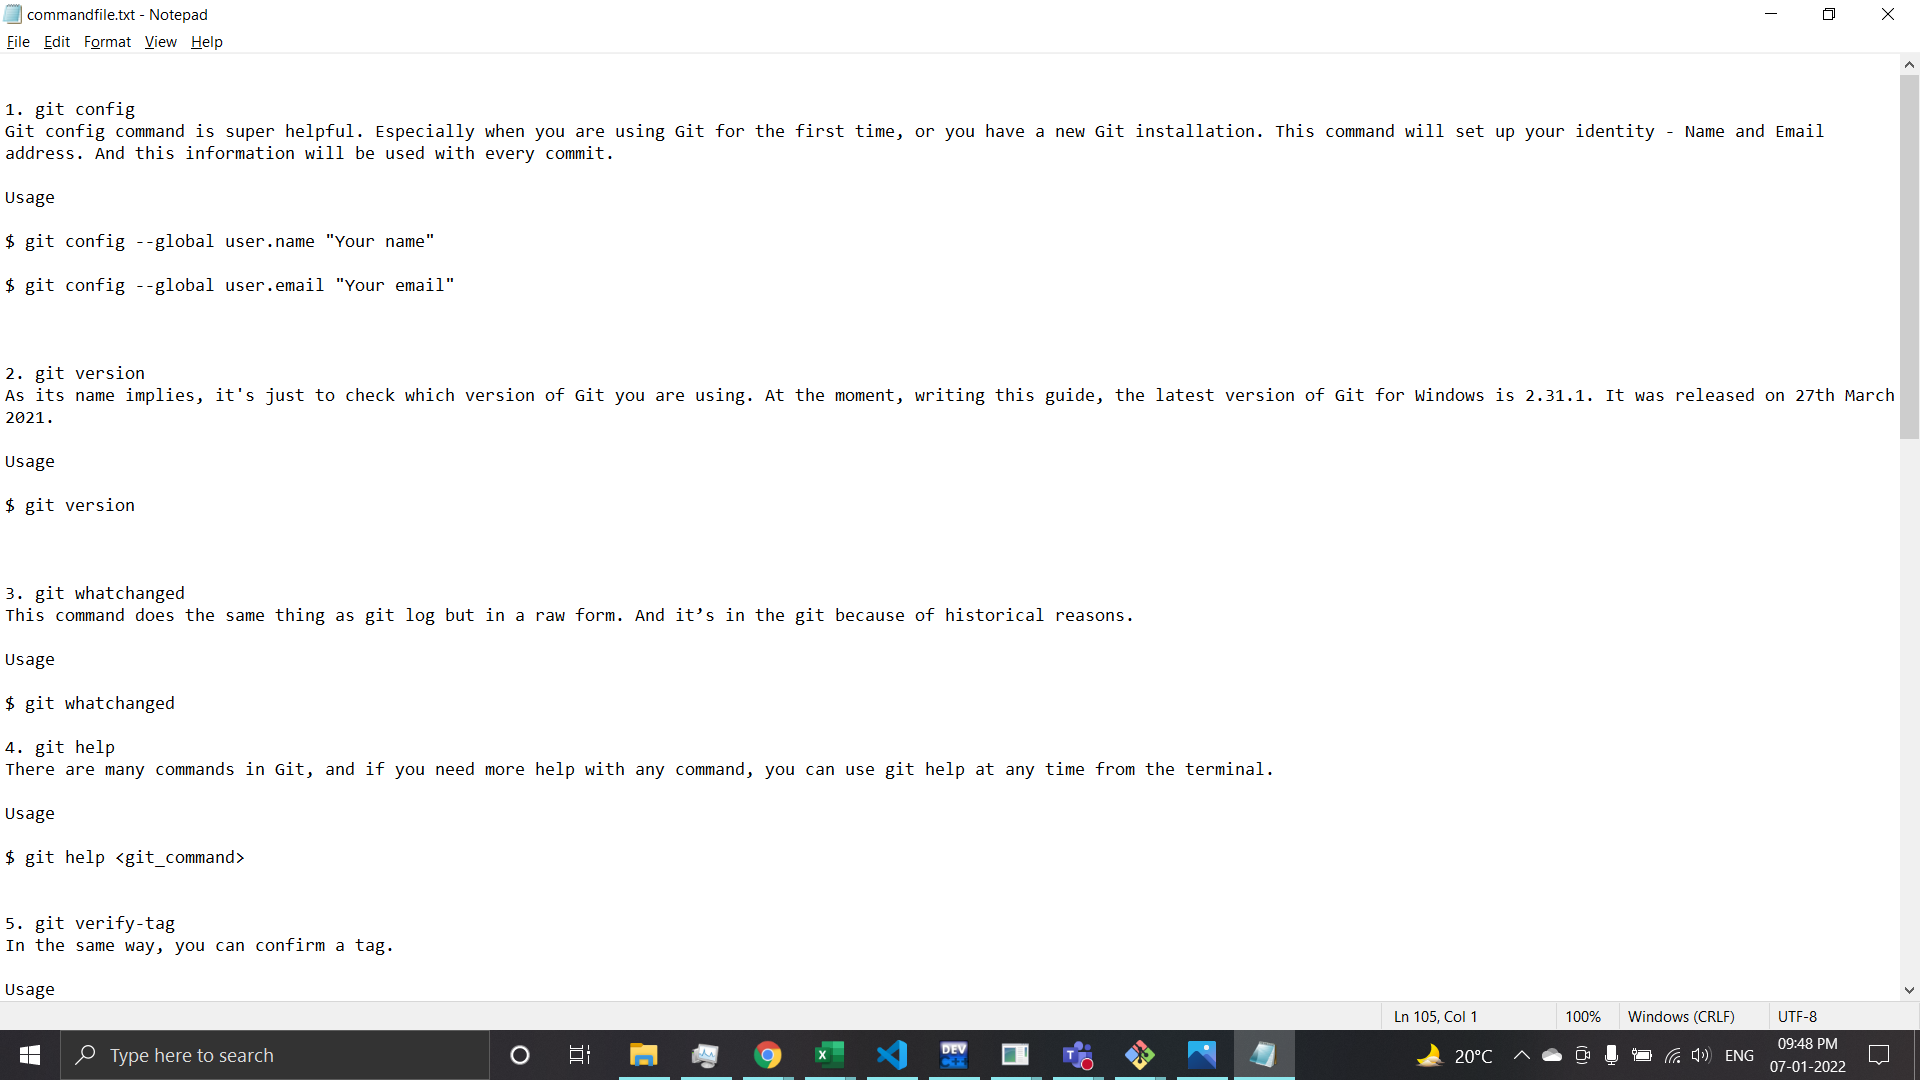 commandfile.txt - Notepad
File Edit Format View Help
1. git config
Git config command is super helpful. Especially when you are using Git for the first time, or you have a new Git installation. This command will set up your identity - Name and Email
address. And this information will be used with every commit.
Usage
$ git config --global user.name "Your name"
$ git config --global user.email "Your email"
2. git version
As its name implies, it's just to check which version of Git you are using. At the moment, writing this guide, the latest version of Git for Windows is 2.31.1. It was released on 27th March
2021.
Usage
$ git version
3. git whatchanged
This command does the same thing as git log but in a raw form. And it’s in the git because of historical reasons.
Usage
$ git whatchanged
4. git help
There are many commands in Git, and if you need more help with any command, you can use git help at any time from the terminal.
Usage
$ git help <git_command>
5. git verify-tag
In the same way, you can confirm a tag.
Usage
Ln 105, Col 1 100% Windows (CRLF) UTF-8
Type here to search DEV C++ 20°C ENG 09:48 PM
07-01-2022